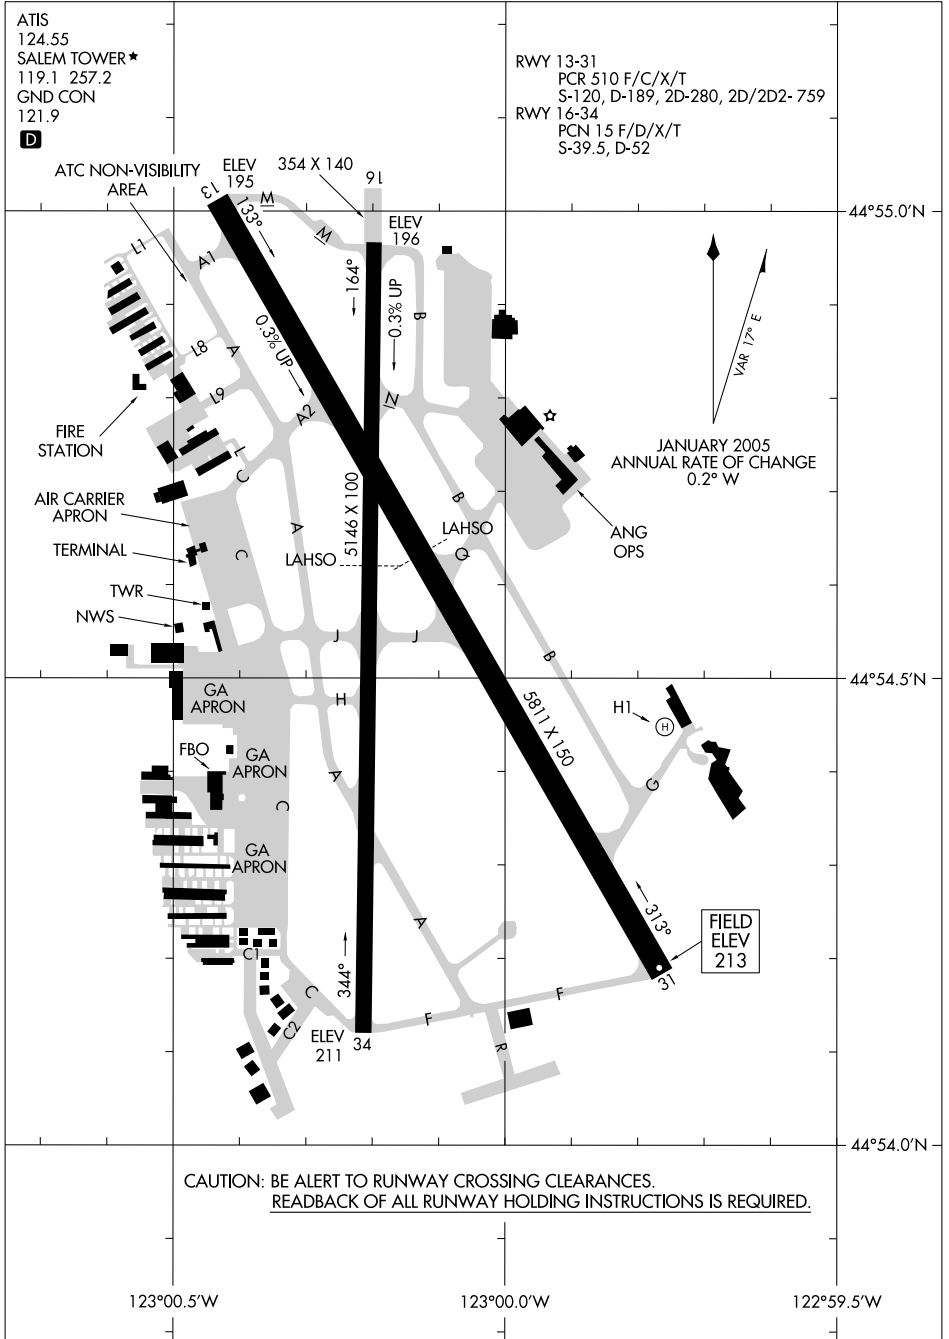 ATIS
124.55
SALEM TOWER★
119.1 257.2
GND CON
121.9
D
RWY 13-31
PCR 510 F/C/X/T
S-120, D-189, 2D-280, 2D/2D2-759
RWY 16-34
PCN 15 F/D/X/T
S-39.5, D-52
ATC NON-VISIBILITY
AREA
ELEV
195
354 X 140
16
13
133°
M
M
ELEV
196
44°55.0'N
L1
A1
164°
0.3% UP
B
0.3% UP
VAR 17° E
L8
A
L9
A2
Z
FIRE
STATION
JANUARY 2005
ANNUAL RATE OF CHANGE
0.2° W
L
C
AIR CARRIER
APRON
5146 X 100
B
A
LAHSO
ANG
OPS
TERMINAL
C
LAHSO
Q
TWR
NWS
J
J
B
44°54.5'N
GA
APRON
H
5811 X 150
H1
H
FBO
GA
APRON
A
G
C
GA
APRON
A
313°
FIELD
ELEV
213
C1
344°
C
31
F
F
C2
ELEV
211
34
R
44°54.0'N
CAUTION: BE ALERT TO RUNWAY CROSSING CLEARANCES.
READBACK OF ALL RUNWAY HOLDING INSTRUCTIONS IS REQUIRED.
123°00.5'W
123°00.0'W
122°59.5'W